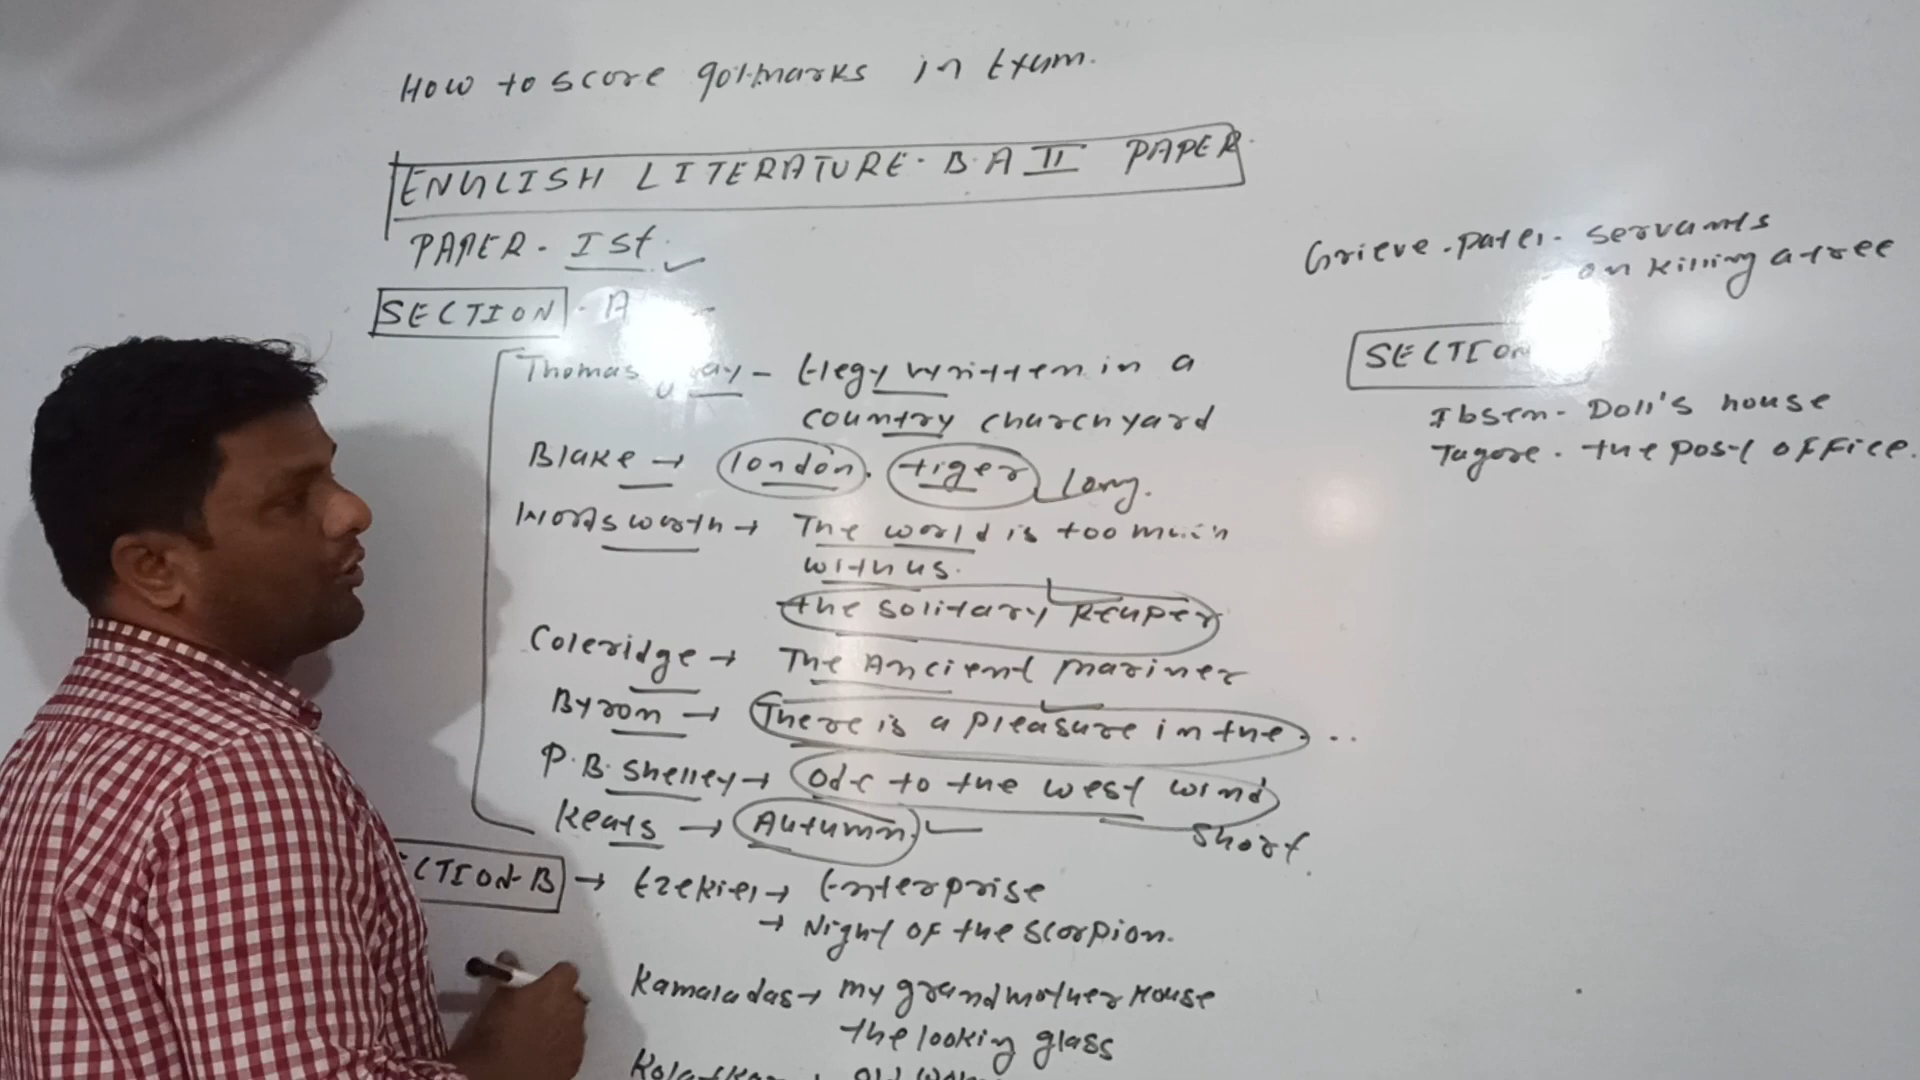 How to score 90%marks in Exam.
ENGLISH LITERATURE. B.A II PAPER.
PAPER- Ist.
SECTION - A
Thomas - Elegy written in a
country churchyard
Blake → london. tiger long.
Wordsworth → The world is too much
with us.
the solitary Reaper
Coleridge → The Ancient mariner
Byron → There is a pleasure in the...
P.B. Shelley → Ode to the west wind
short
Keats → Autumn.
CTION-B → Ezekiel → Enterprise
→ Night of the scorpion.
Kamaladas → my grandmother House
the looking glass
Grieve-patel- servants
on killing a tree
SECTION
Ibsen- Doll's house
Tagore- the post office.